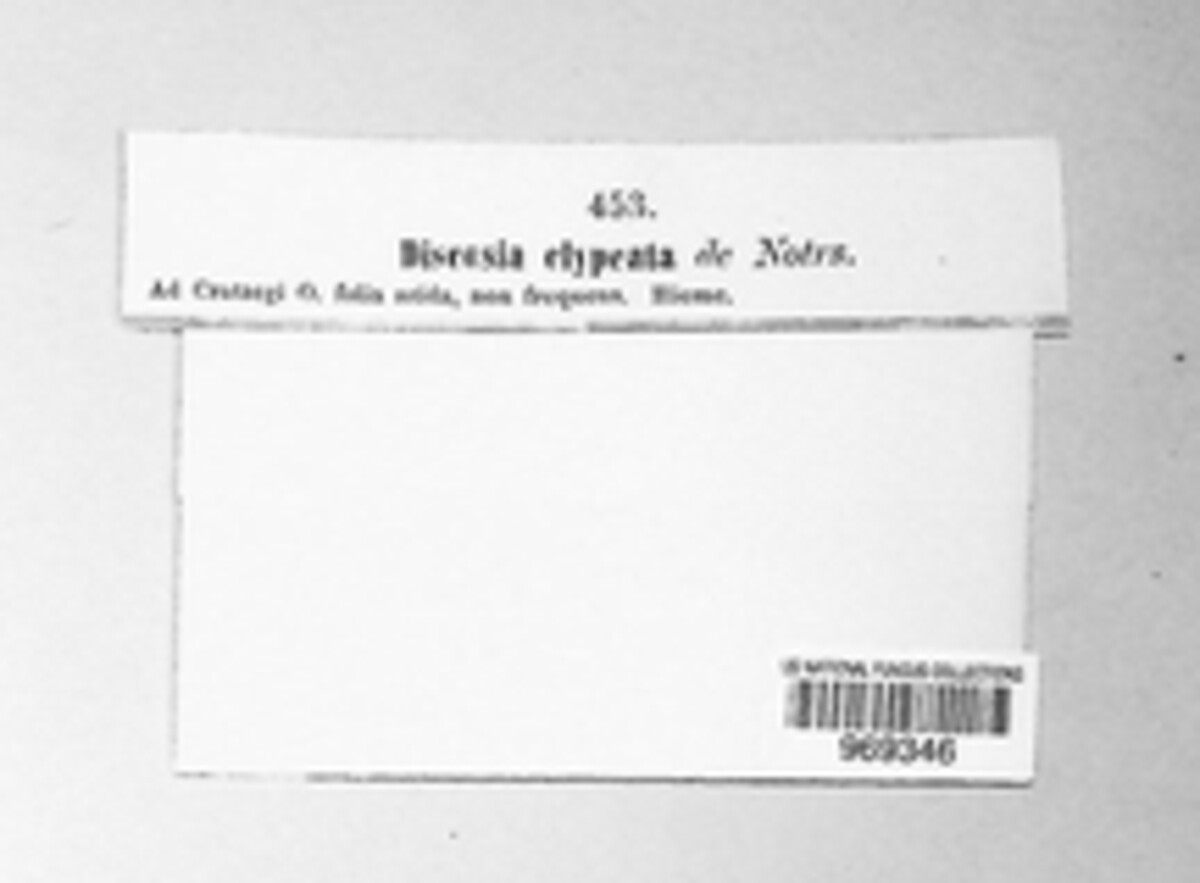 453.
Discosia clypeata de Notrs.
Ad Crataegi O. folia arida, non frequens. Hieme.
US NATIONAL FUNGUS COLLECTIONS
969346